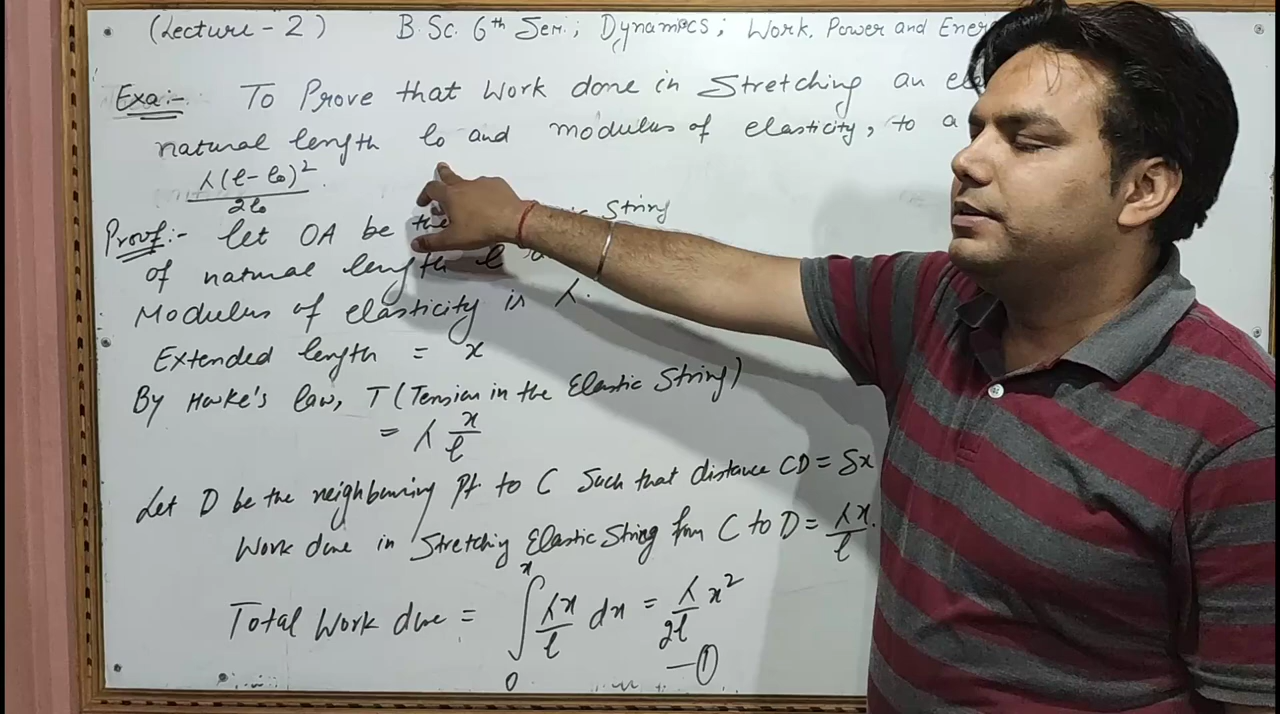 (Lecture - 2) B.Sc. 6th Sem.; Dynamics; Work, Power and Ener
Exa:- To Prove that work done in Stretching an ela
natural length l₀ and modulus of elasticity, to a
λ(l-l₀)²/2l₀.
Proof:- Let OA be the String
of natural length l
Modulus of elasticity is λ.
Extended length = x
By Hooke's law, T (Tension in the Elastic String)
= λ x/l
Let D be the neighbouring Pt to C Such that distance CD = δx
Work done in Stretching Elastic String from C to D = λx/l.
Total Work done = ∫₀ˣ λx/l dx = λ/2l x²
—①